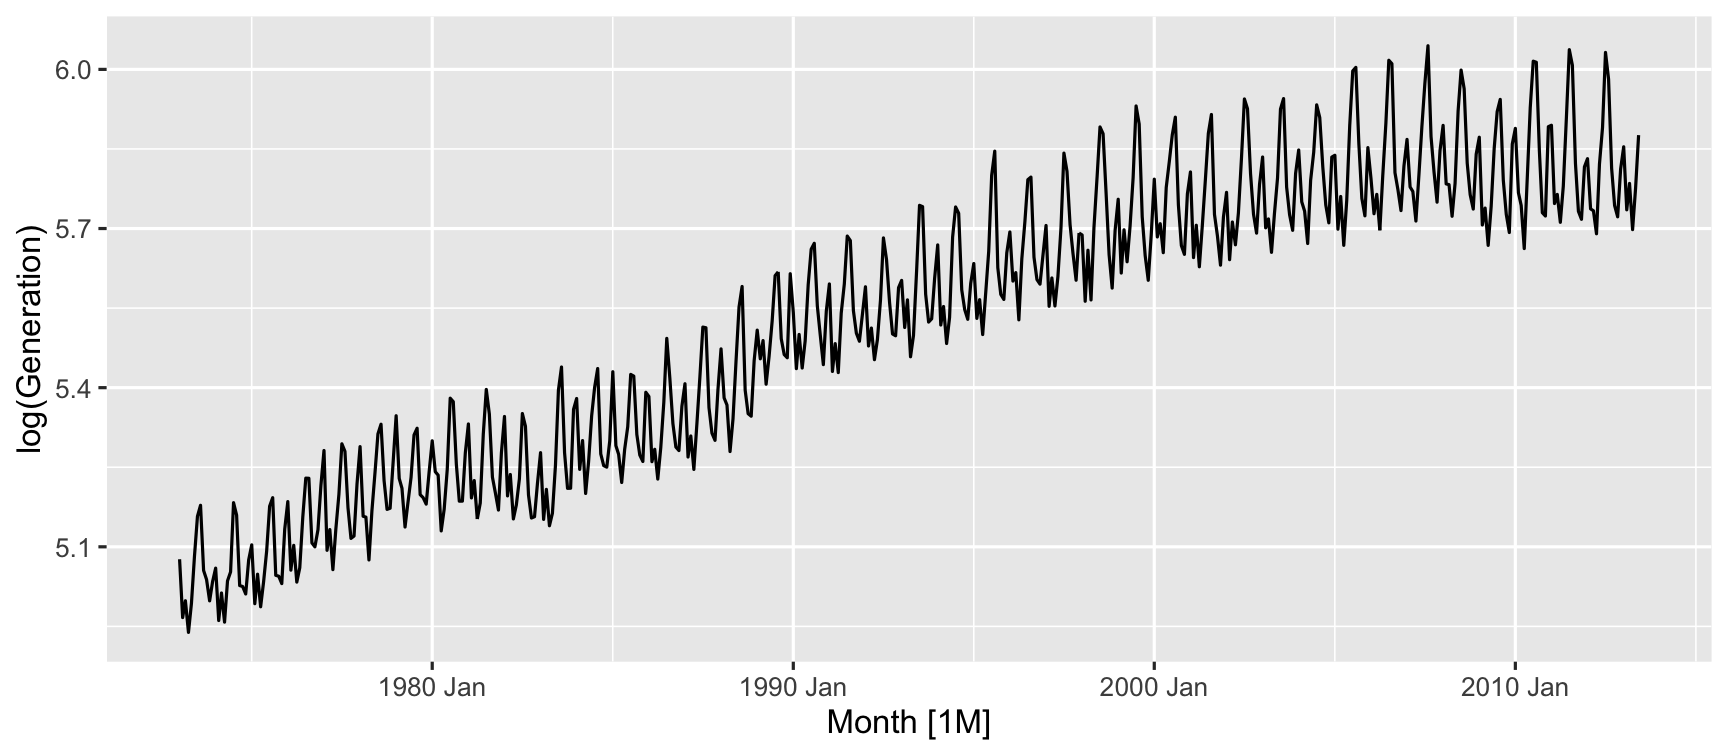 log(Generation)
6.0
5.7
5.4
5.1
1980 Jan
1990 Jan
2000 Jan
2010 Jan
Month [1M]